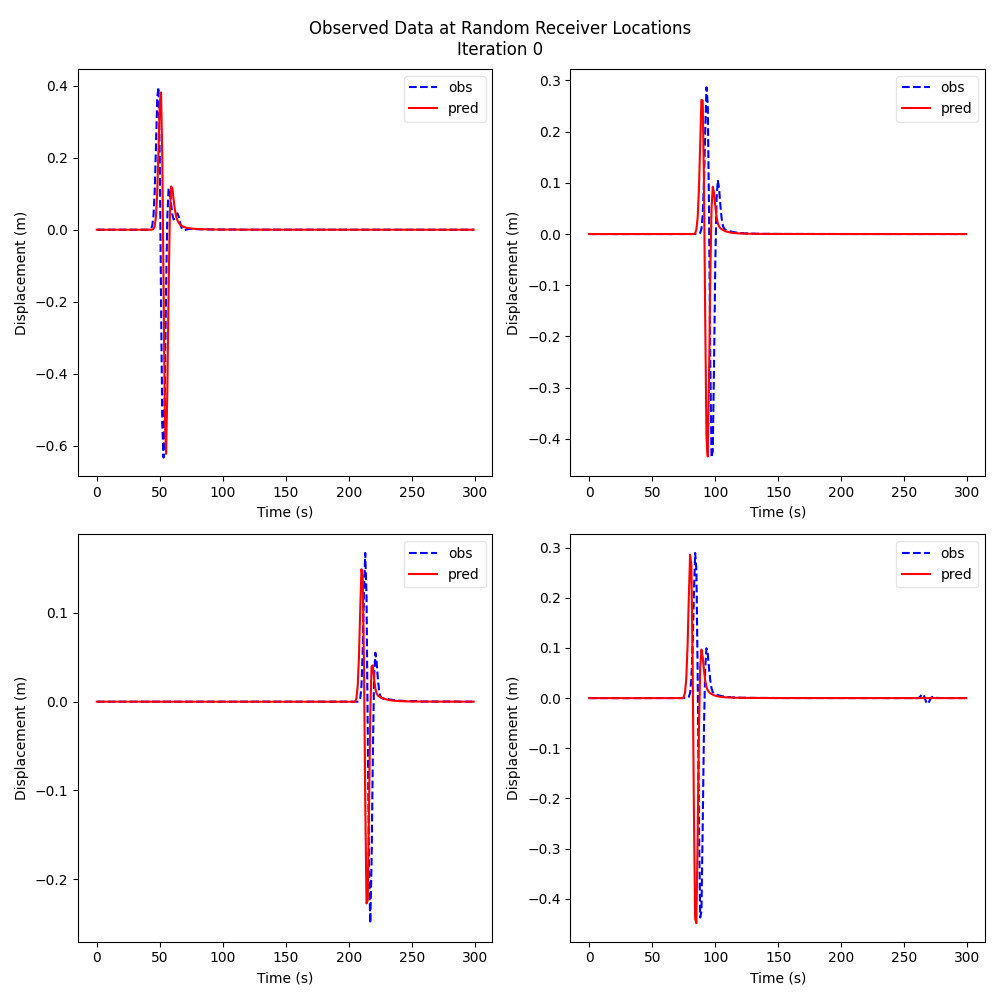 Observed Data at Random Receiver Locations
Iteration 0
0.4
0.2
0.0
−0.2
−0.4
−0.6
Displacement (m)
obs
pred
0 50 100 150 200 250 300
Time (s)
0.3
0.2
0.1
0.0
−0.1
−0.2
−0.3
−0.4
Displacement (m)
obs
pred
0 50 100 150 200 250 300
Time (s)
0.1
0.0
−0.1
−0.2
Displacement (m)
obs
pred
0 50 100 150 200 250 300
Time (s)
0.3
0.2
0.1
0.0
−0.1
−0.2
−0.3
−0.4
Displacement (m)
obs
pred
0 50 100 150 200 250 300
Time (s)